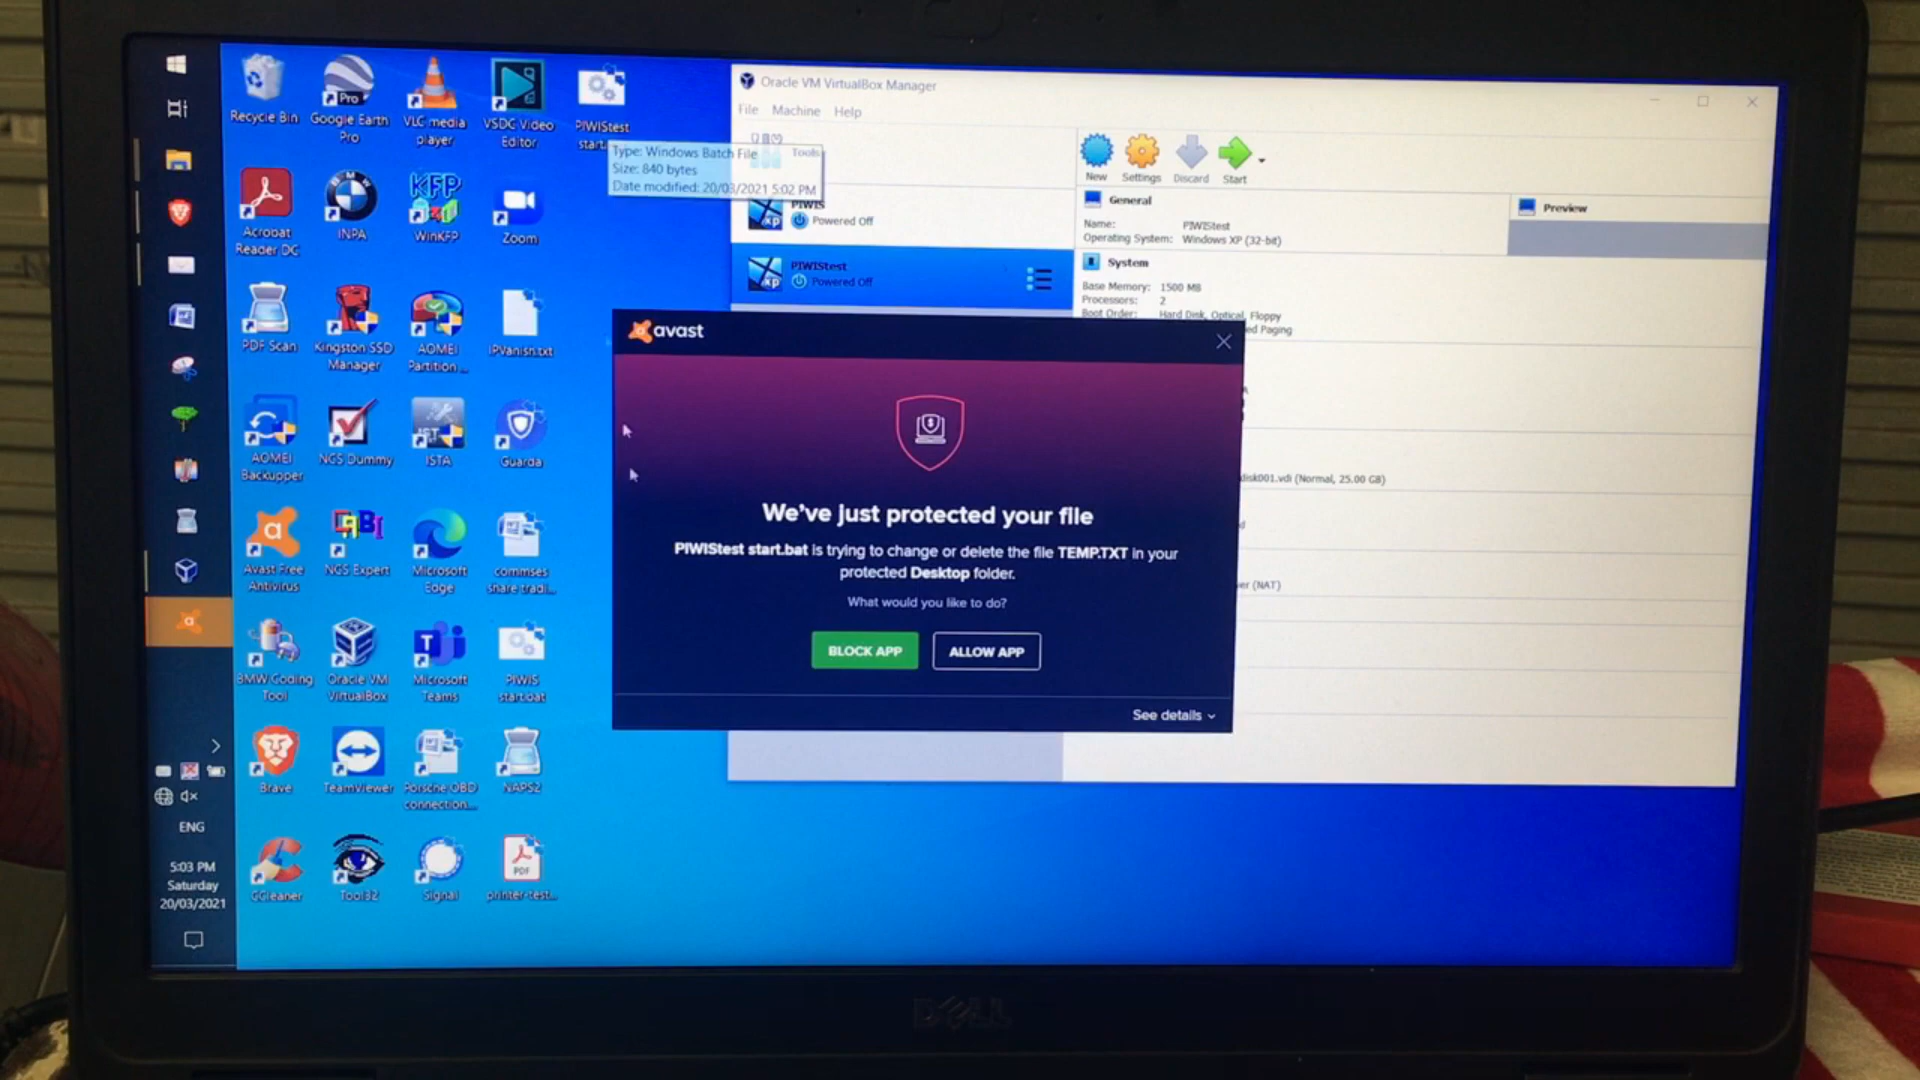 Recycle Bin
Google Earth
Pro
VLC media
player
VSDC Video
Editor
PIWIStest
start.
Type: Windows Batch File
Size: 840 bytes
Date modified: 20/03/2021 5:02 PM
Acrobat
Reader DC
INPA
WinKFP
Zoom
PDF Scan
Kingston SSD
Manager
AOMEI
Partition ...
IPVanish.txt
AOMEI
Backupper
NCS Dummy
ISTA
Guarda
Avast Free
Antivirus
NCS Expert
Microsoft
Edge
commses
share tradi...
BMW Coding
Tool
Oracle VM
VirtualBox
Microsoft
Teams
PIWIS
start.bat
Brave
TeamViewer
Porsche OBD
connection...
NAPS2
CCleaner
Tool32
Signal
PDF
printer-test...
ENG
5:03 PM
Saturday
20/03/2021
Oracle VM VirtualBox Manager
File Machine Help
Tools
New Settings Discard Start
PIWIS
Powered Off
PIWIStest
Powered Off
General
Name: PIWIStest
Operating System: Windows XP (32-bit)
Preview
System
Base Memory: 1500 MB
Processors: 2
Boot Order: Hard Disk, Optical, Floppy
ed Paging
disk001.vdi (Normal, 25.00 GB)
er (NAT)
avast
We've just protected your file
PIWIStest start.bat is trying to change or delete the file TEMP.TXT in your
protected Desktop folder.
What would you like to do?
BLOCK APP ALLOW APP
See details
DELL